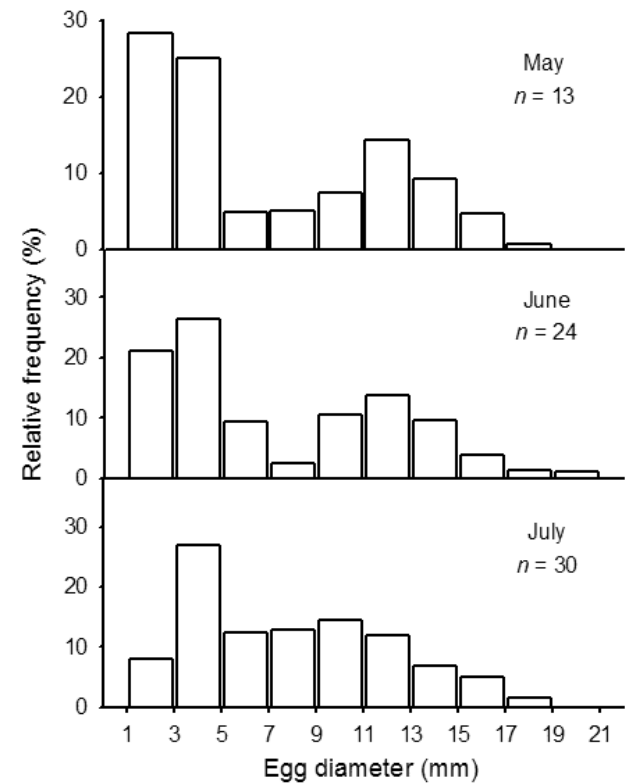 Relative frequency (%)
30
20
10
0
May
n = 13
30
20
10
0
June
n = 24
30
20
10
0
July
n = 30
1 3 5 7 9 11 13 15 17 19 21
Egg diameter (mm)